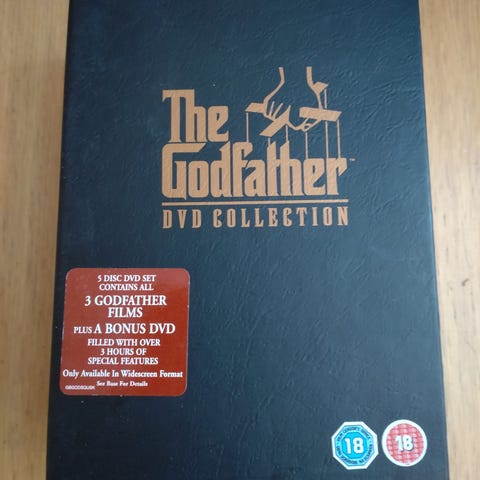 The
Godfather™
DVD COLLECTION
5 DISC DVD SET
CONTAINS ALL
3 GODFATHER
FILMS
PLUS A BONUS DVD
FILLED WITH OVER
3 HOURS OF
SPECIAL FEATURES
Only Available In Widescreen Format
See Base For Details
18
18